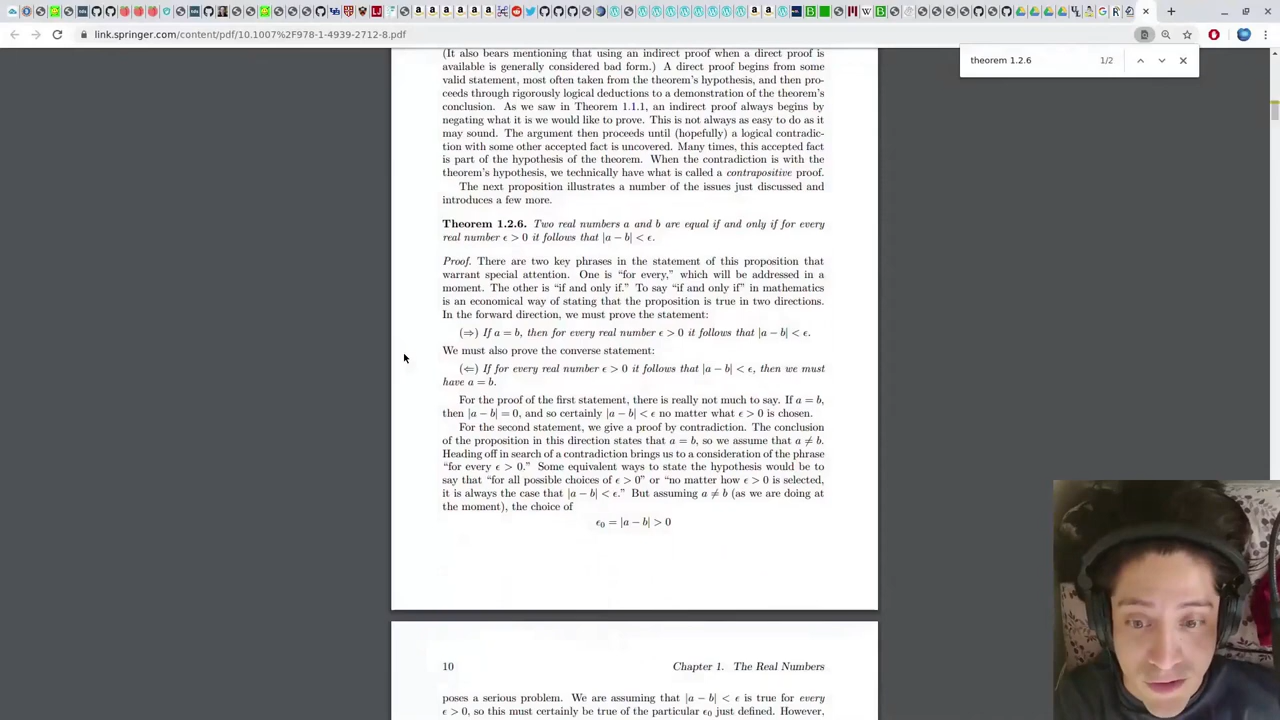 link.springer.com/content/pdf/10.1007%2F978-1-4939-2712-8.pdf
theorem 1.2.6 1/2
(It also bears mentioning that using an indirect proof when a direct proof is
available is generally considered bad form.) A direct proof begins from some
valid statement, most often taken from the theorem's hypothesis, and then pro-
ceeds through rigorously logical deductions to a demonstration of the theorem's
conclusion. As we saw in Theorem 1.1.1, an indirect proof always begins by
negating what it is we would like to prove. This is not always as easy to do as it
may sound. The argument then proceeds until (hopefully) a logical contradic-
tion with some other accepted fact is uncovered. Many times, this accepted fact
is part of the hypothesis of the theorem. When the contradiction is with the
theorem's hypothesis, we technically have what is called a contrapositive proof.
The next proposition illustrates a number of the issues just discussed and
introduces a few more.
Theorem 1.2.6. Two real numbers a and b are equal if and only if for every
real number ϵ > 0 it follows that |a − b| < ϵ.
Proof. There are two key phrases in the statement of this proposition that
warrant special attention. One is “for every,” which will be addressed in a
moment. The other is “if and only if.” To say “if and only if” in mathematics
is an economical way of stating that the proposition is true in two directions.
In the forward direction, we must prove the statement:
(⇒) If a = b, then for every real number ϵ > 0 it follows that |a − b| < ϵ.
We must also prove the converse statement:
(⇐) If for every real number ϵ > 0 it follows that |a − b| < ϵ, then we must
have a = b.
For the proof of the first statement, there is really not much to say. If a = b,
then |a − b| = 0, and so certainly |a − b| < ϵ no matter what ϵ > 0 is chosen.
For the second statement, we give a proof by contradiction. The conclusion
of the proposition in this direction states that a = b, so we assume that a ≠ b.
Heading off in search of a contradiction brings us to a consideration of the phrase
“for every ϵ > 0.” Some equivalent ways to state the hypothesis would be to
say that “for all possible choices of ϵ > 0” or “no matter how ϵ > 0 is selected,
it is always the case that |a − b| < ϵ.” But assuming a ≠ b (as we are doing at
the moment), the choice of
ϵ₀ = |a − b| > 0
10 Chapter 1. The Real Numbers
poses a serious problem. We are assuming that |a − b| < ϵ is true for every
ϵ > 0, so this must certainly be true of the particular ϵ₀ just defined. However,